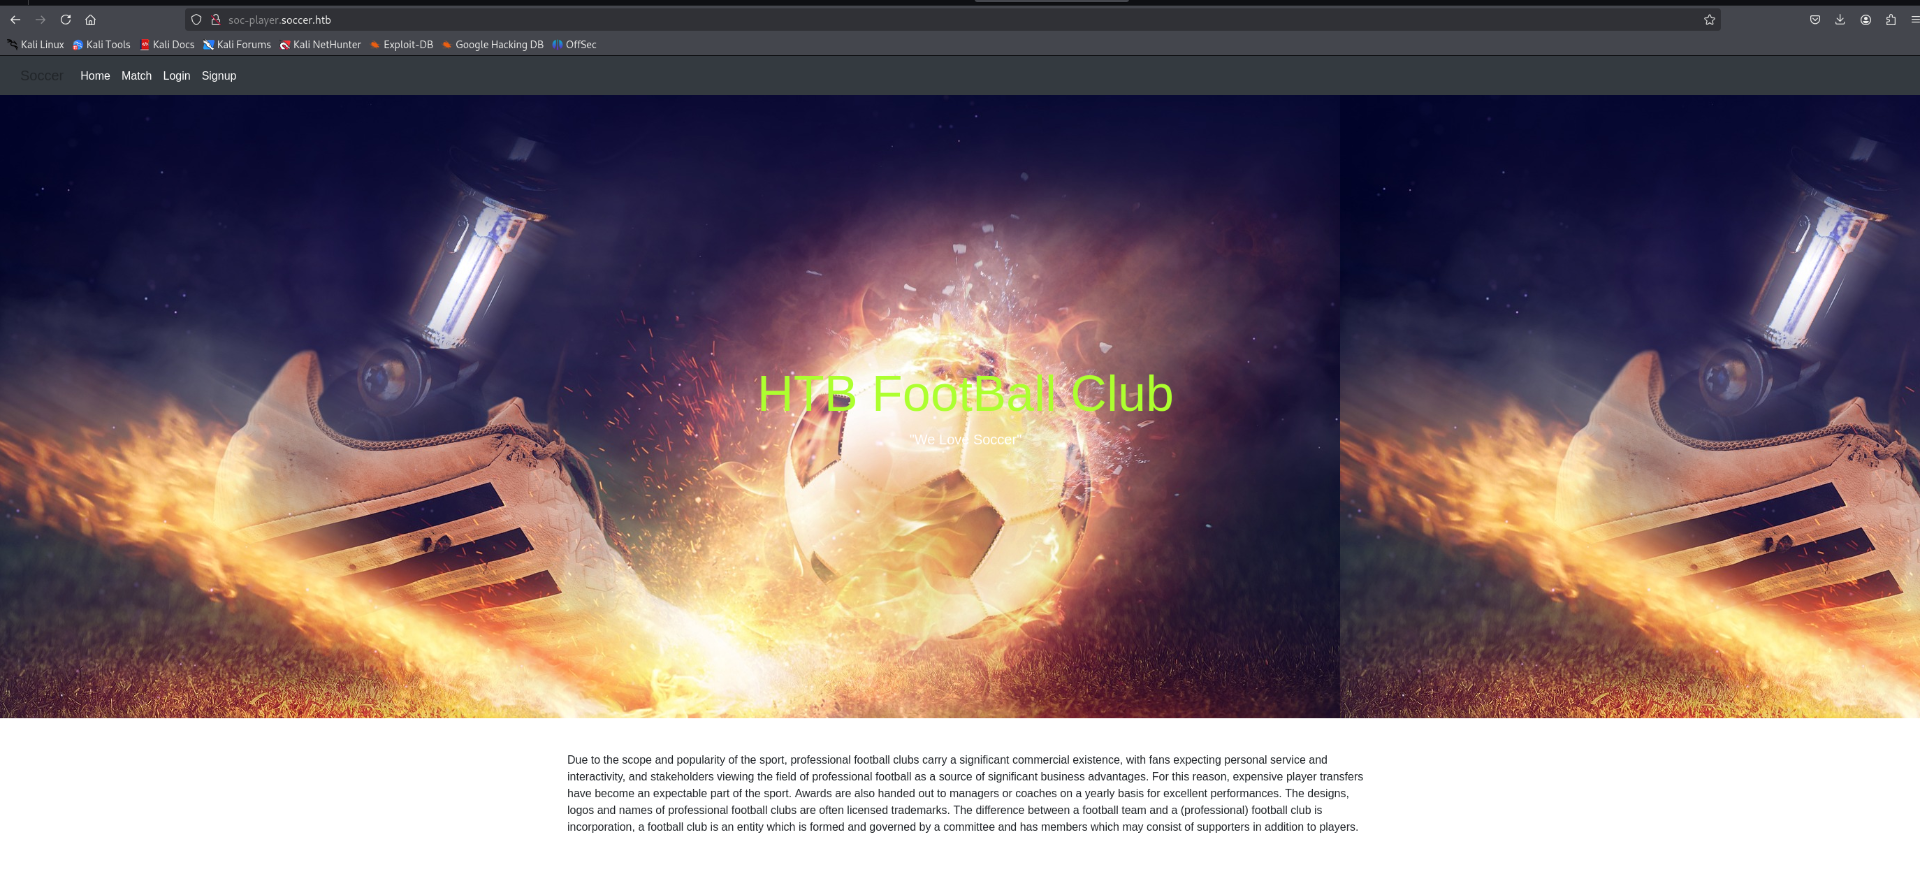 soc-player.soccer.htb
Kali Linux Kali Tools Kali Docs Kali Forums Kali NetHunter Exploit-DB Google Hacking DB OffSec
Soccer Home Match Login Signup
HTB FootBall Club
"We Love Soccer"
Due to the scope and popularity of the sport, professional football clubs carry a significant commercial existence, with fans expecting personal service and
interactivity, and stakeholders viewing the field of professional football as a source of significant business advantages. For this reason, expensive player transfers
have become an expectable part of the sport. Awards are also handed out to managers or coaches on a yearly basis for excellent performances. The designs,
logos and names of professional football clubs are often licensed trademarks. The difference between a football team and a (professional) football club is
incorporation, a football club is an entity which is formed and governed by a committee and has members which may consist of supporters in addition to players.